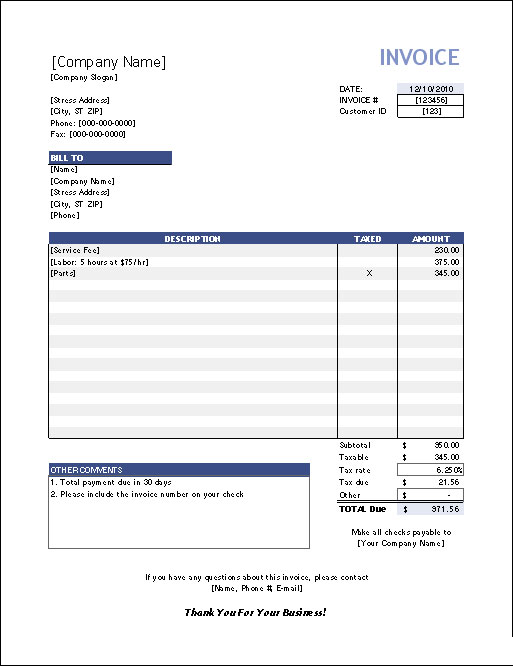 [Company Name]
INVOICE
[Company Slogan]
DATE: 12/10/2010
[Stress Address]
INVOICE # [123456]
[City, ST ZIP]
Customer ID [123]
Phone: [000-000-0000]
Fax: [000-000-0000]
BILL TO
[Name]
[Company Name]
[Stress Address]
[City, ST ZIP]
[Phone]
DESCRIPTION TAXED AMOUNT
[Service Fee] 230.00
[Labor: 5 hours at $75/hr] 375.00
[Parts] X 345.00
Subtotal $ 950.00
Taxable 345.00
OTHER COMMENTS
Tax rate 6.250%
1. Total payment due in 30 days
Tax due $ 21.56
2. Please include the invoice number on your check
Other $ -
TOTAL Due $ 971.56
Make all checks payable to
[Your Company Name]
If you have any questions about this invoice, please contact
[Name, Phone #, E-mail]
Thank You For Your Business!